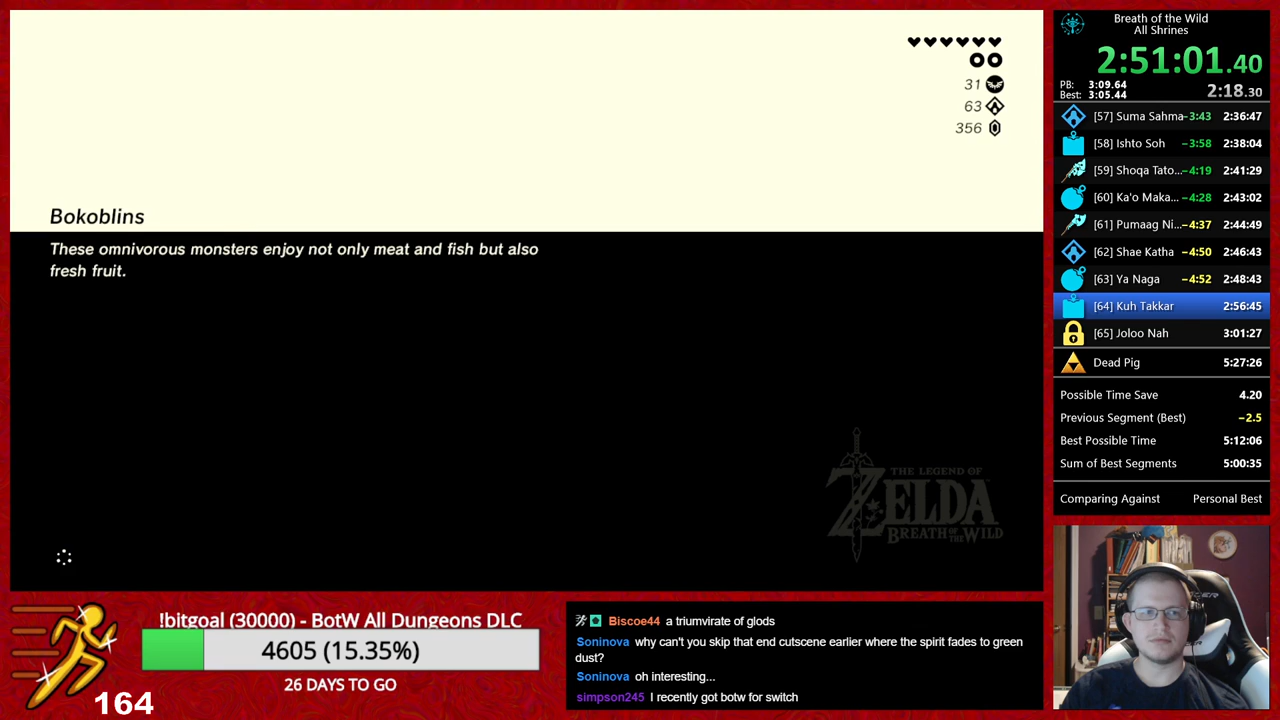 31
63
356
Bokoblins
These omnivorous monsters enjoy not only meat and fish but also
fresh fruit.
THE LEGEND OF
ZELDA
BREATH OF THE WILD
Breath of the Wild
All Shrines
2:51:01.40
PB: 3:09.64
Best: 3:05.44
2:18.30
[57] Suma Sahma -3:43 2:36:47
[58] Ishto Soh -3:58 2:38:04
[59] Shoqa Tato... -4:19 2:41:29
[60] Ka'o Maka... -4:28 2:43:02
[61] Pumaag Ni... -4:37 2:44:49
[62] Shae Katha -4:50 2:46:43
[63] Ya Naga -4:52 2:48:43
[64] Kuh Takkar 2:56:45
[65] Joloo Nah 3:01:27
Dead Pig 5:27:26
Possible Time Save 4.20
Previous Segment (Best) -2.5
Best Possible Time 5:12:06
Sum of Best Segments 5:00:35
Comparing Against Personal Best
164
!bitgoal (30000) - BotW All Dungeons DLC
4605 (15.35%)
26 DAYS TO GO
Biscoe44 a triumvirate of glods
Soninova why can't you skip that end cutscene earlier where the spirit fades to green
dust?
Soninova oh interesting...
simpson245 I recently got botw for switch